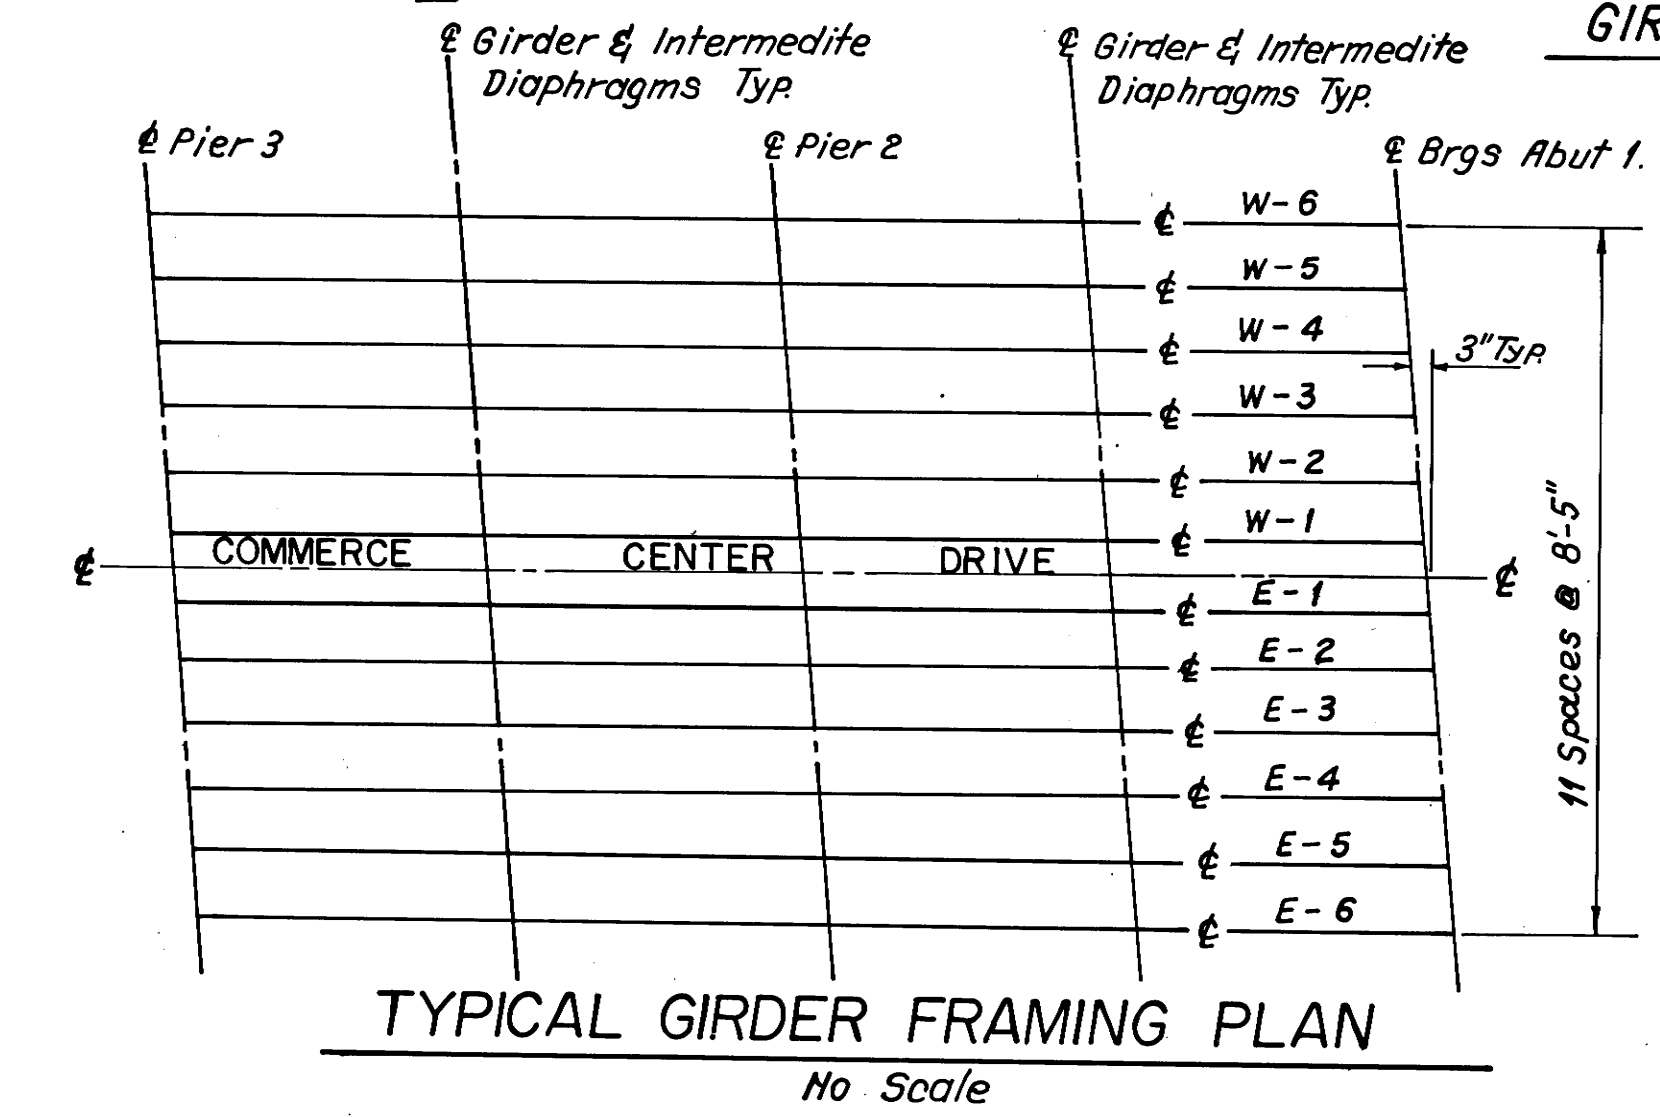 GIR
℄ Girder & Intermedite
Diaphragms Typ.
℄ Girder & Intermedite
Diaphragms Typ.
℄ Pier 3
℄ Pier 2
℄ Brgs Abut 1.
℄ W-6
℄ W-5
℄ W-4
3" Typ.
℄ W-3
℄ W-2
℄ W-1
℄ COMMERCE CENTER DRIVE ℄
℄ E-1
℄ E-2
℄ E-3
℄ E-4
℄ E-5
℄ E-6
11 Spaces @ 8'-5"
TYPICAL GIRDER FRAMING PLAN
No Scale